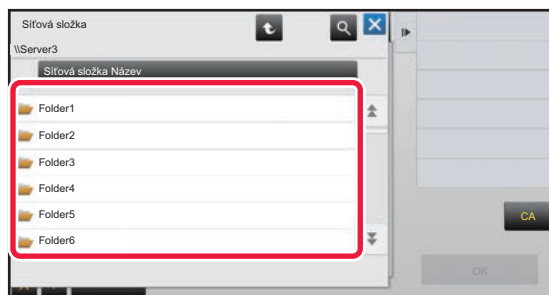 Síťová složka
\\Server3
Síťová složka Název
Folder1
Folder2
Folder3
Folder4
Folder5
Folder6
CA
OK